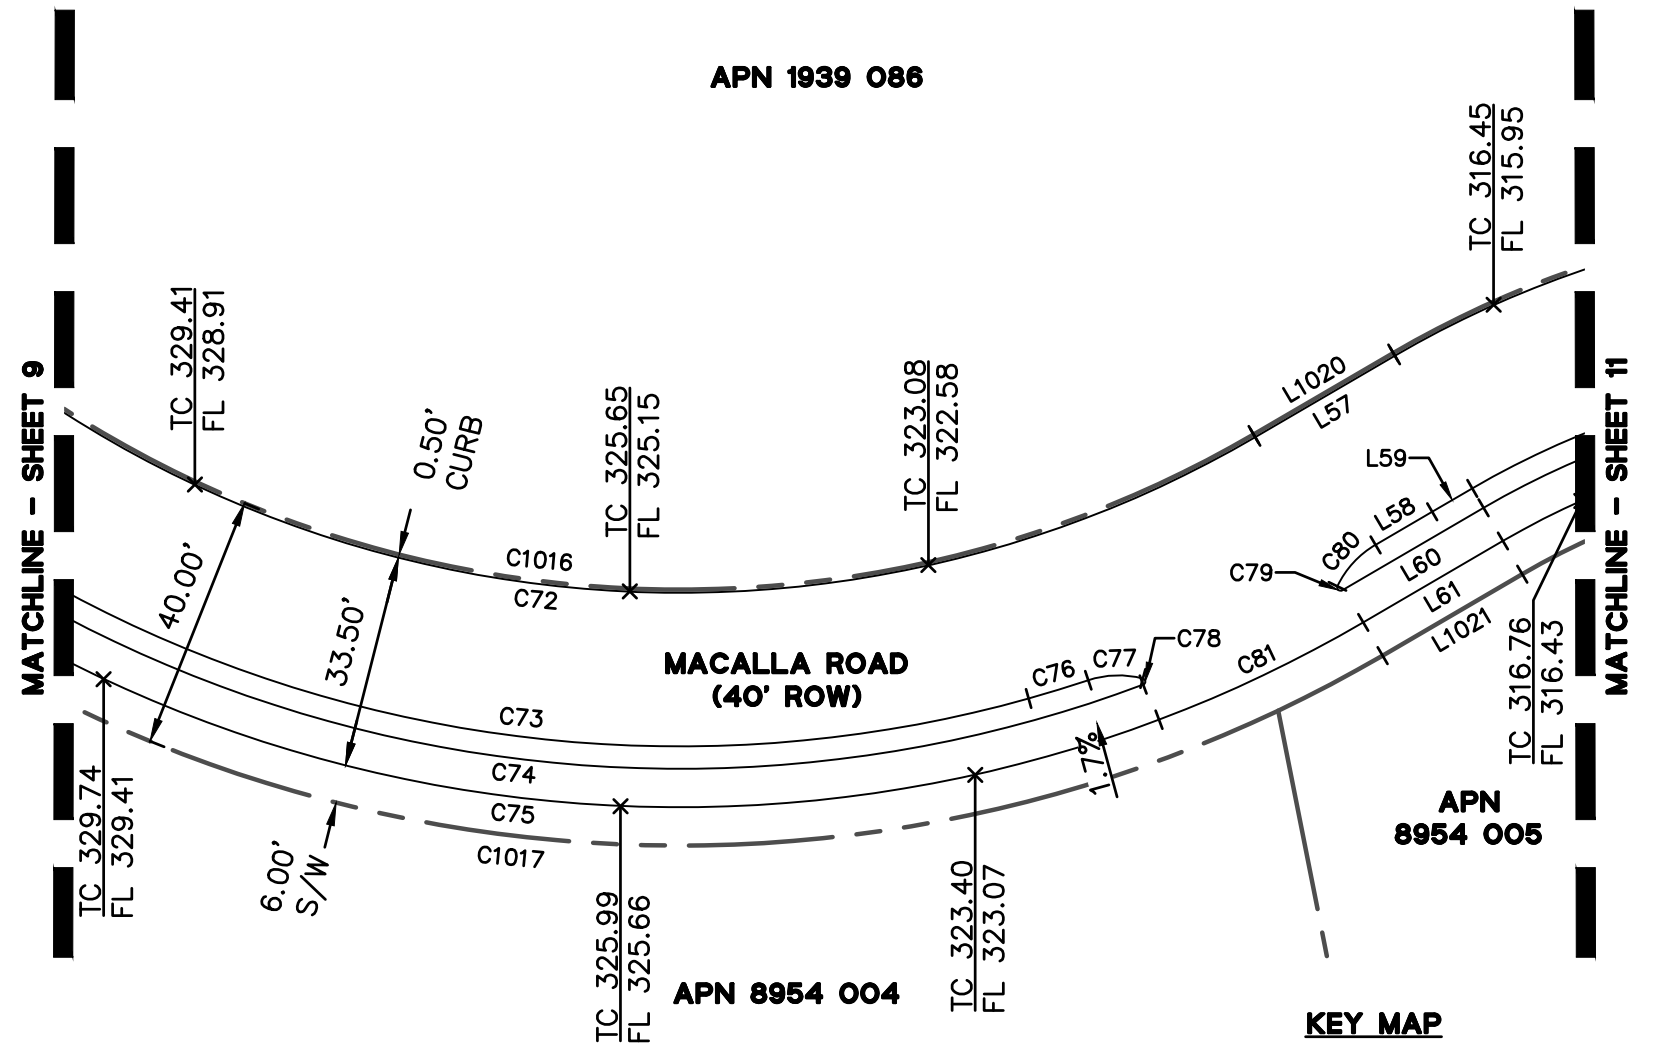 APN 1939 086
TC 316.45
FL 315.95
TC 329.41
FL 328.91
MATCHLINE - SHEET 9
MATCHLINE - SHEET 11
0.50'
CURB
TC 325.65
FL 325.15
TC 323.08
FL 322.58
L1020
L57
L59
L58
C80
C79
L60
L61
L1021
C1016
C72
40.00'
33.50'
MACALLA ROAD
(40' ROW)
C76
C77
C78
C81
C73
C74
C75
C1017
1.7%
TC 316.76
FL 316.43
TC 329.74
FL 329.41
6.00'
S/W
TC 325.99
FL 325.66
TC 323.40
FL 323.07
APN
8954 005
APN 8954 004
KEY MAP